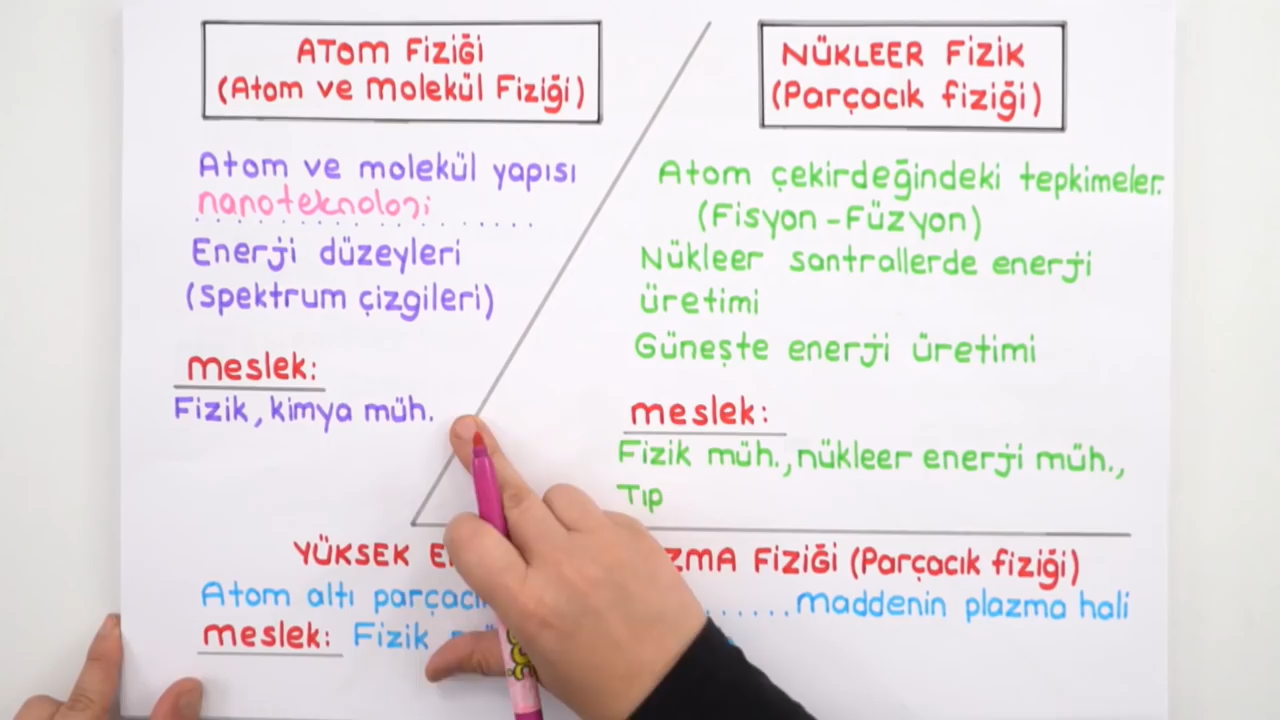 ATOM FİZİĞİ
(Atom ve Molekül Fiziği)
Atom ve molekül yapısı
nanoteknoloji
Enerji düzeyleri
(Spektrum çizgileri)
meslek:
Fizik, kimya müh.
NÜKLEER FİZİK
(Parçacık fiziği)
Atom çekirdeğindeki tepkimeler.
(Fisyon - Füzyon)
Nükleer santrallerde enerji
üretimi
Güneşte enerji üretimi
meslek:
Fizik müh., nükleer enerji müh.,
Tıp
YÜKSEK FİZİĞİ (Parçacık fiziği)
Atom altı ...... maddenin plazma hali
meslek: Fizik